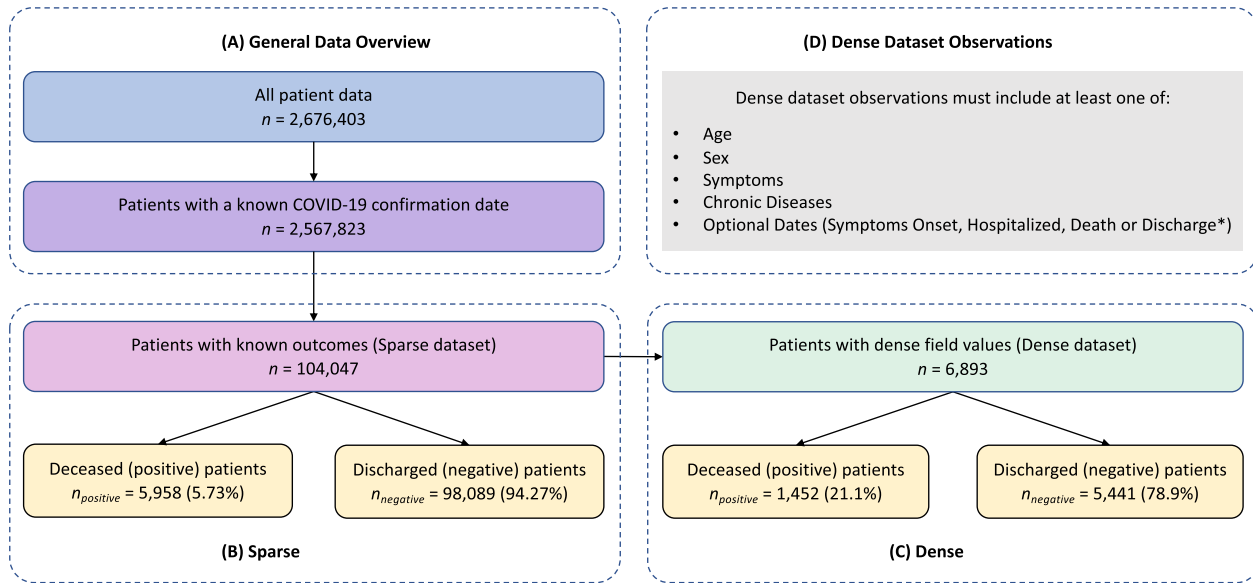 (A) General Data Overview
All patient data
n = 2,676,403
Patients with a known COVID-19 confirmation date
n = 2,567,823
(D) Dense Dataset Observations
Dense dataset observations must include at least one of:
• Age
• Sex
• Symptoms
• Chronic Diseases
• Optional Dates (Symptoms Onset, Hospitalized, Death or Discharge*)
Patients with known outcomes (Sparse dataset)
n = 104,047
Deceased (positive) patients
npositive = 5,958 (5.73%)
Discharged (negative) patients
nnegative = 98,089 (94.27%)
(B) Sparse
Patients with dense field values (Dense dataset)
n = 6,893
Deceased (positive) patients
npositive = 1,452 (21.1%)
Discharged (negative) patients
nnegative = 5,441 (78.9%)
(C) Dense